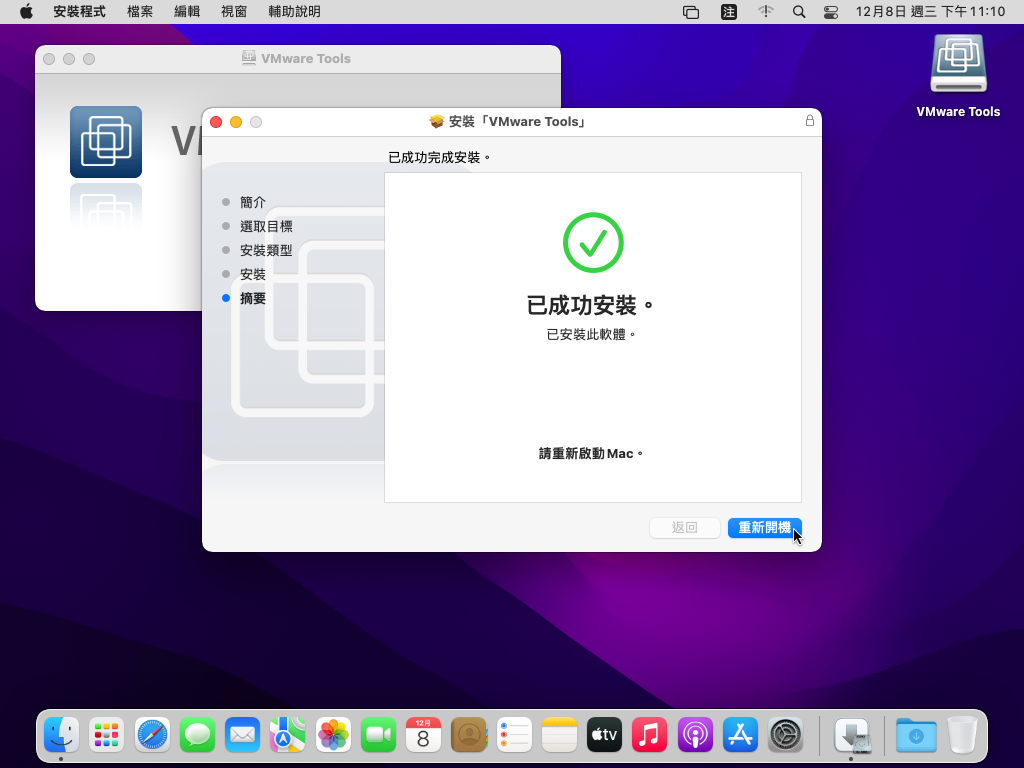 安裝程式 檔案 編輯 視窗 輔助說明 注 12月8日 週三 下午11:10
VMware Tools
VMware Tools
安裝「VMware Tools」
已成功完成安裝。
簡介
選取目標
安裝類型
安裝
摘要
已成功安裝。
已安裝此軟體。
請重新啟動 Mac。
返回 重新開機
12月
8
tv